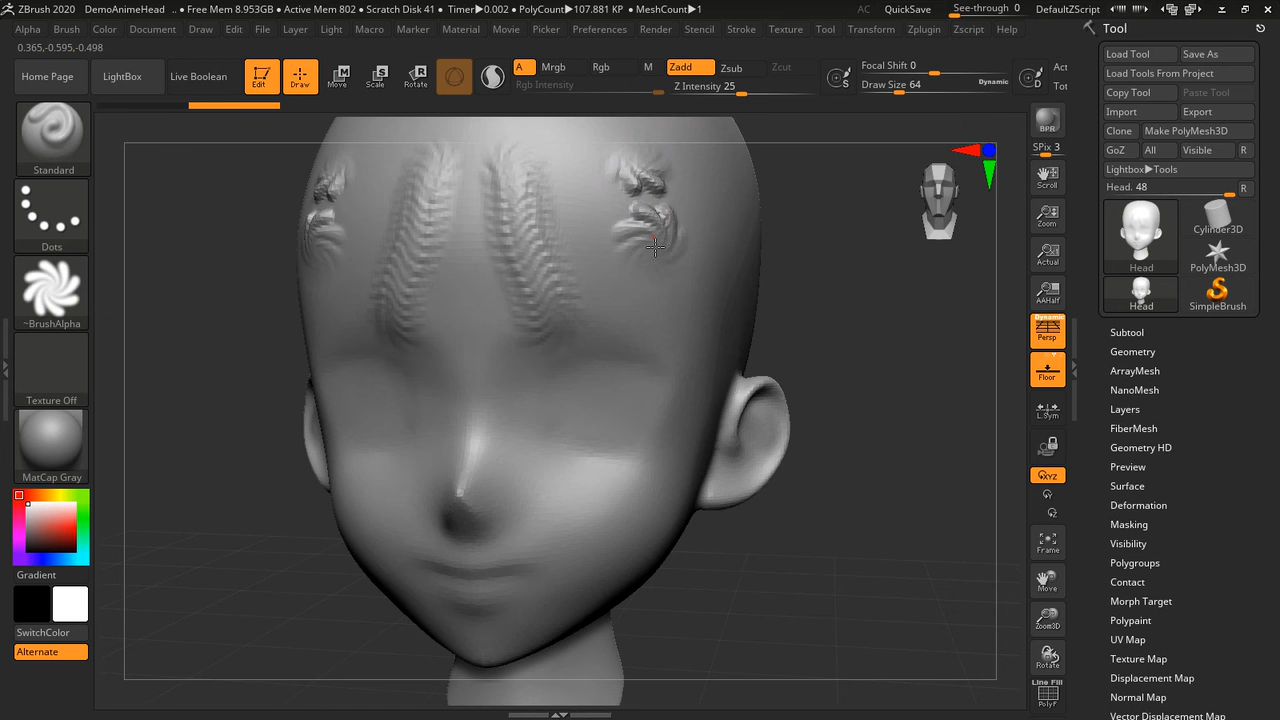 ZBrush 2020 DemoAnimeHead .. • Free Mem 8.953GB • Active Mem 802 • Scratch Disk 41 • Timer▶0.002 • PolyCount▶107.881 KP • MeshCount▶1 AC QuickSave See-through 0 DefaultZScript
Alpha Brush Color Document Draw Edit File Layer Light Macro Marker Material Movie Picker Preferences Render Stencil Stroke Texture Tool Transform Zplugin Zscript Help
0.365,-0.595,-0.498
Home Page LightBox Live Boolean Edit Draw Move Scale Rotate
A Mrgb Rgb M Zadd Zsub Zcut Focal Shift 0 Act
Rgb Intensity Z Intensity 25 Draw Size 64 Dynamic Tot
S D
M S R
Standard
Dots
~BrushAlpha
Texture Off
MatCap Gray
Gradient
SwitchColor
Alternate
BPR
SPix 3
Scroll
Zoom
Actual
AAHalf
Dynamic
Persp
Floor
L.Sym
XYZ
Y
Z
Frame
Move
Zoom3D
Rotate
Line Fill
PolyF
Tool
Load Tool Save As
Load Tools From Project
Copy Tool Paste Tool
Import Export
Clone Make PolyMesh3D
GoZ All Visible R
Lightbox▶Tools
Head. 48 R
Head Cylinder3D
PolyMesh3D
Head SimpleBrush
Subtool
Geometry
ArrayMesh
NanoMesh
Layers
FiberMesh
Geometry HD
Preview
Surface
Deformation
Masking
Visibility
Polygroups
Contact
Morph Target
Polypaint
UV Map
Texture Map
Displacement Map
Normal Map
Vector Displacement Map